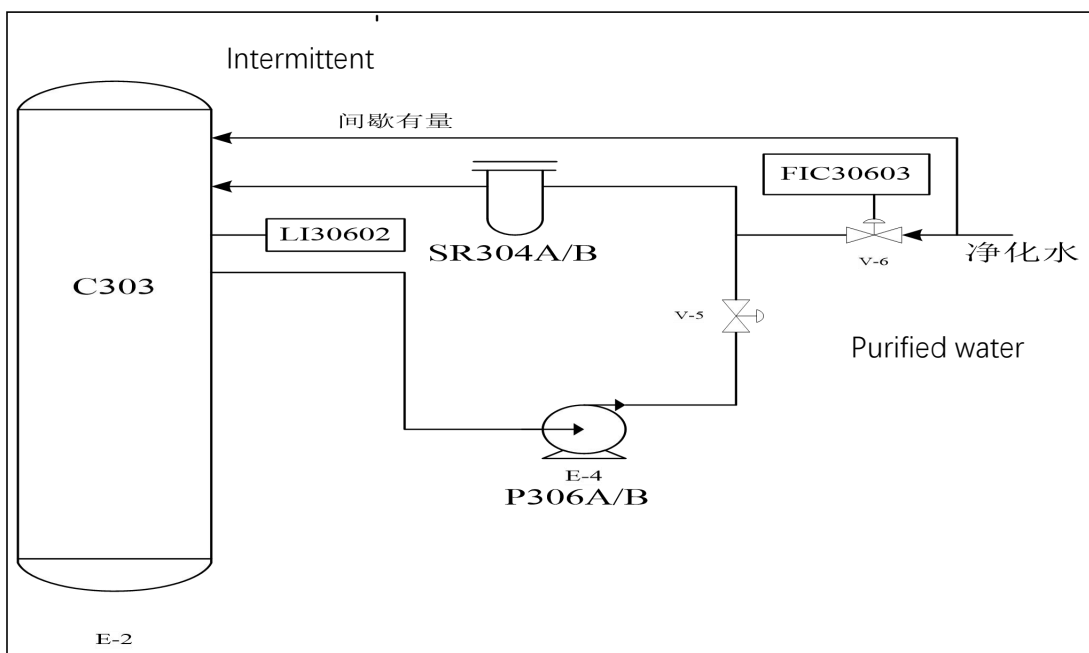 Intermittent
间歇有量
FIC30603
LI30602
SR304A/B
净化水
V-6
C303
V-5
Purified water
E-4
P306A/B
E-2